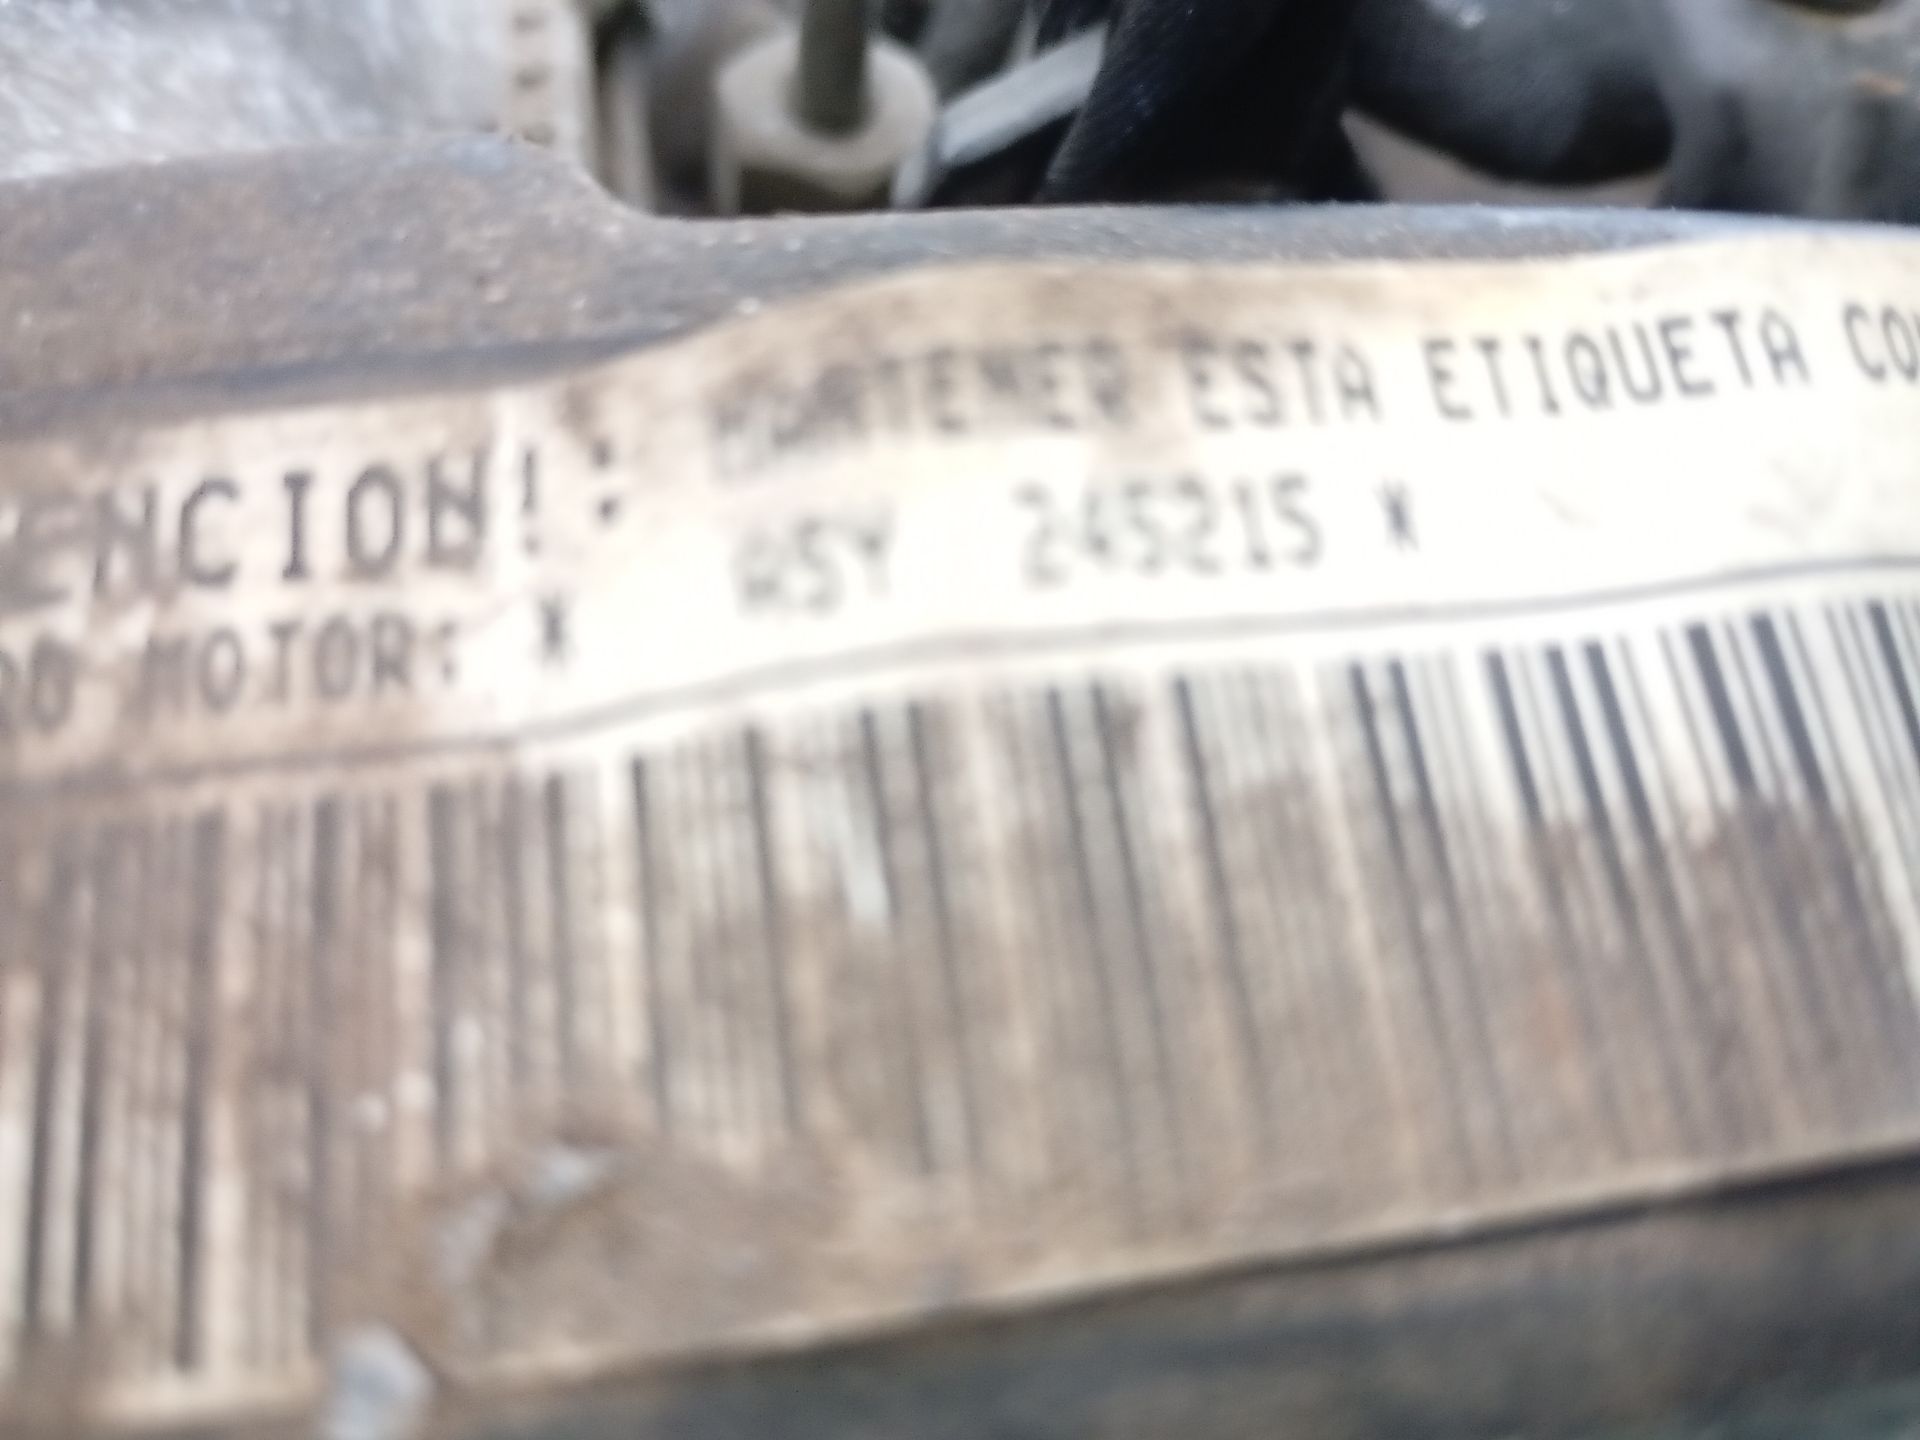 ENCION!: MANTENER ESTA ETIQUETA CO
RO MOTOR: * ASY 245215 *